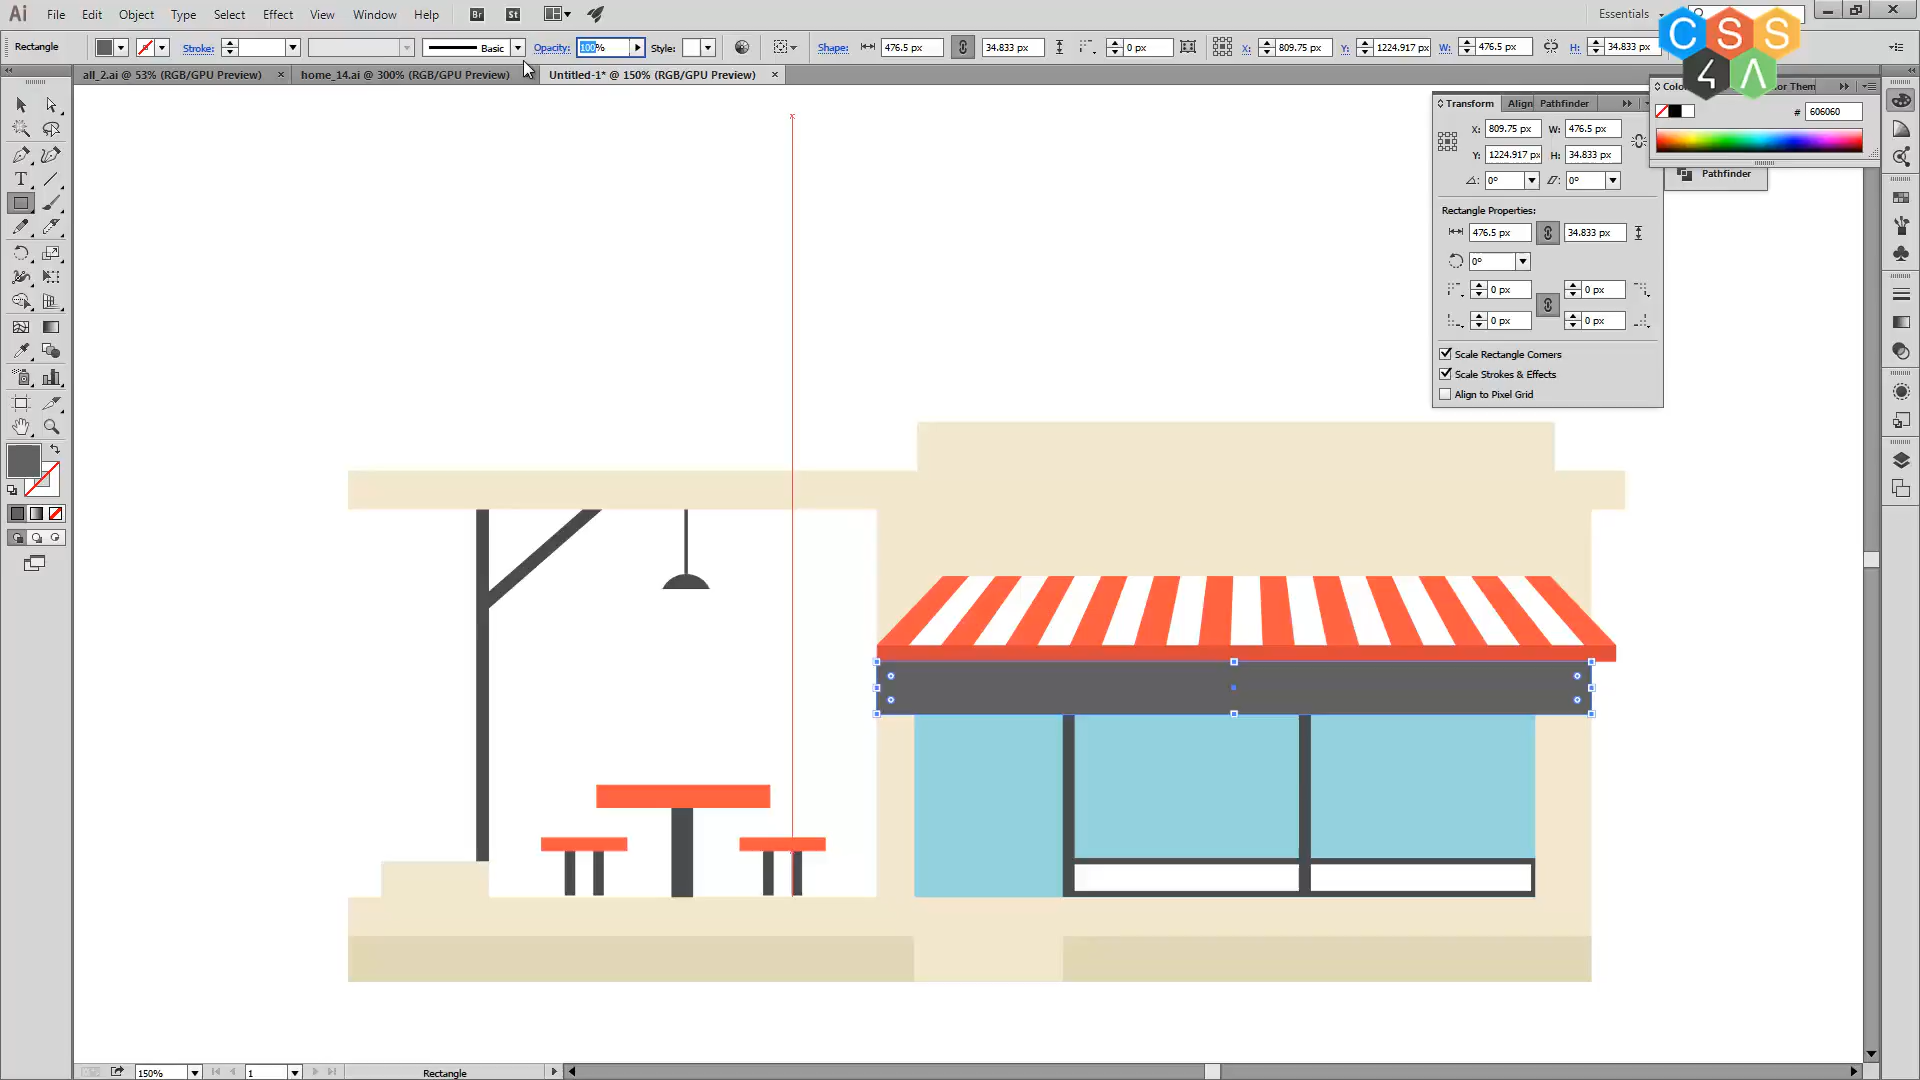 Ai File Edit Object Type Select Effect View Window Help Br St Essentials
Rectangle Stroke: Basic Opacity: 100% Style: Shape: 476.5 px 34.833 px 0 px X: 809.75 px Y: 1224.917 px W: 476.5 px H: 34.833 px
all_2.ai @ 53% (RGB/GPU Preview) × home_14.ai @ 300% (RGB/GPU Preview) Untitled-1* @ 150% (RGB/GPU Preview) ×
CSS
4Λ
Transform Align Pathfinder
X: 809.75 px W: 476.5 px
Y: 1224.917 px H: 34.833 px
0° 0°
Rectangle Properties:
476.5 px 34.833 px
0°
0 px 0 px
0 px 0 px
Scale Rectangle Corners
Scale Strokes & Effects
Align to Pixel Grid
# 606060
Pathfinder
150% 1 Rectangle